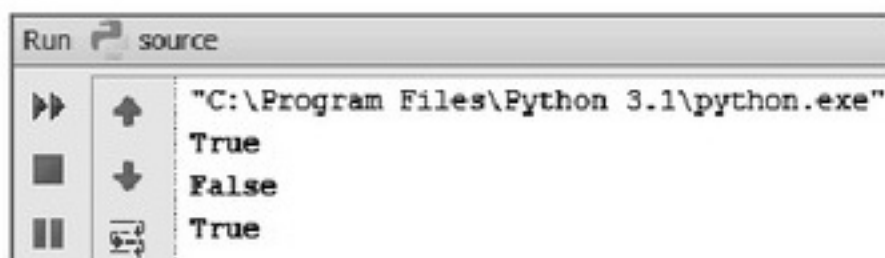 Run source
"C:\Program Files\Python 3.1\python.exe"
True
False
True